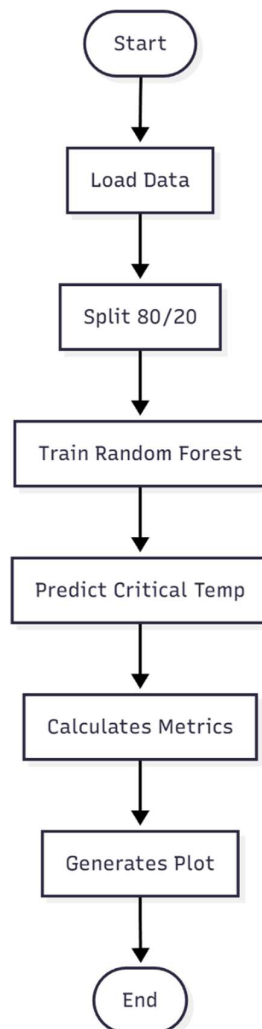 Start
Load Data
Split 80/20
Train Random Forest
Predict Critical Temp
Calculates Metrics
Generates Plot
End